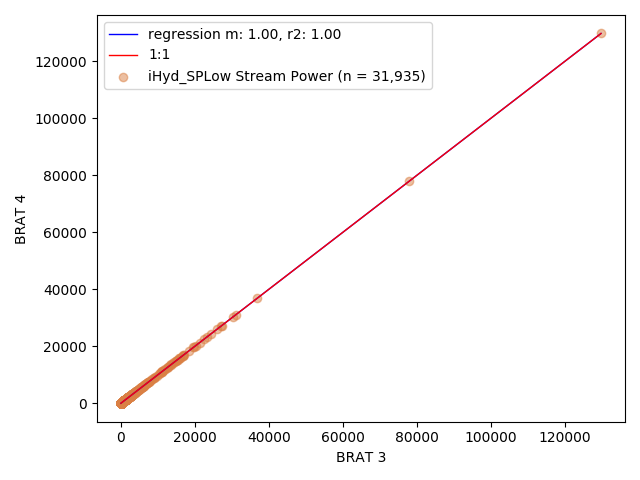 regression m: 1.00, r2: 1.00
1:1
iHyd_SPLow Stream Power (n = 31,935)
120000
100000
80000
60000
40000
20000
0
BRAT 4
0 20000 40000 60000 80000 100000 120000
BRAT 3